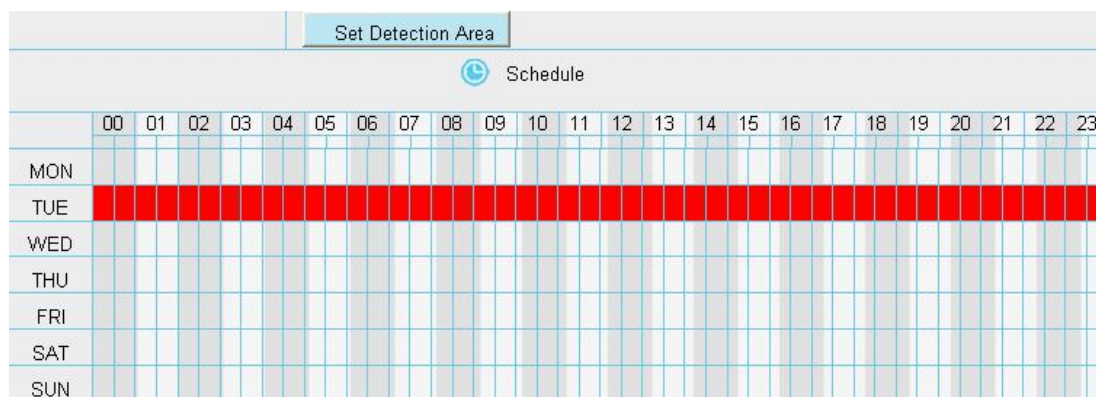 Set Detection Area
Schedule
00 01 02 03 04 05 06 07 08 09 10 11 12 13 14 15 16 17 18 19 20 21 22 23
MON
TUE
WED
THU
FRI
SAT
SUN